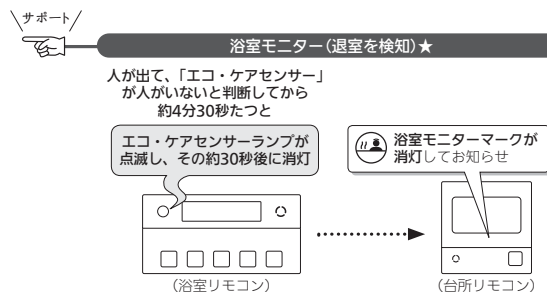 サポート
浴室モニター(退室を検知)★
人が出て、「エコ・ケアセンサー」
が人がいないと判断してから
約4分30秒たつと
エコ・ケアセンサーランプが
点滅し、その約30秒後に消灯
浴室モニターマークが
消灯してお知らせ
(浴室リモコン)
(台所リモコン)